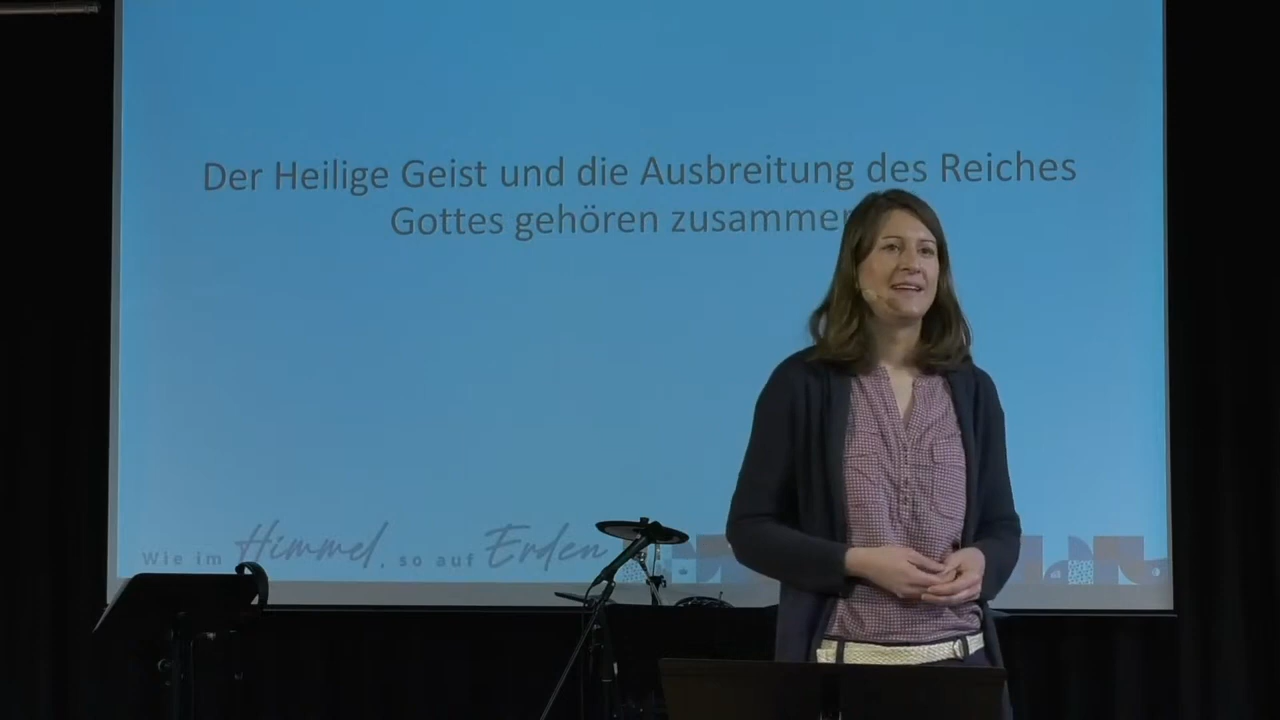 Der Heilige Geist und die Ausbreitung des Reiches
Gottes gehören zusammen
Wie im Himmel, so auf Erden